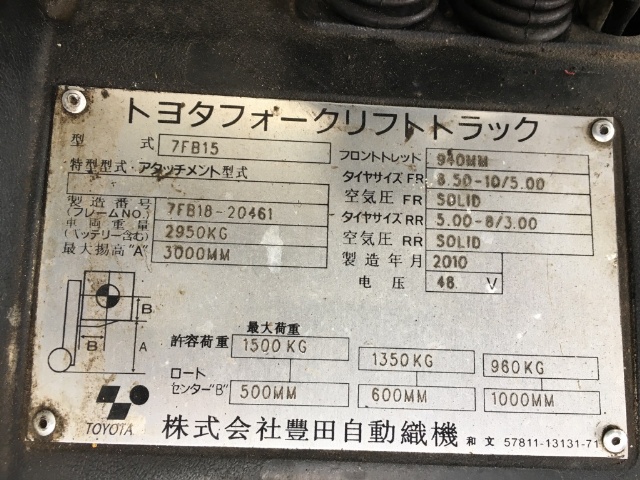 トヨタフォークリフトトラック
型式 7FB15
特型型式・アタッチメント型式
製造番号
(フレームNO.) 7FB18-20461
車両重量
(バッテリー含む) 2950KG
最大揚高"A" 3000MM
フロントトレッド 940MM
タイヤサイズ FR 8.50-10/5.00
空気圧 FR SOLID
タイヤサイズ RR 5.00-8/3.00
空気圧 RR SOLID
製造年月 2010
电压 48 V
B
B A
最大荷重
許容荷重 1500KG 1350KG 960KG
ロート
センター"B" 500MM 600MM 1000MM
TOYOTA 株式会社豊田自動織機 和文 57811-13131-71